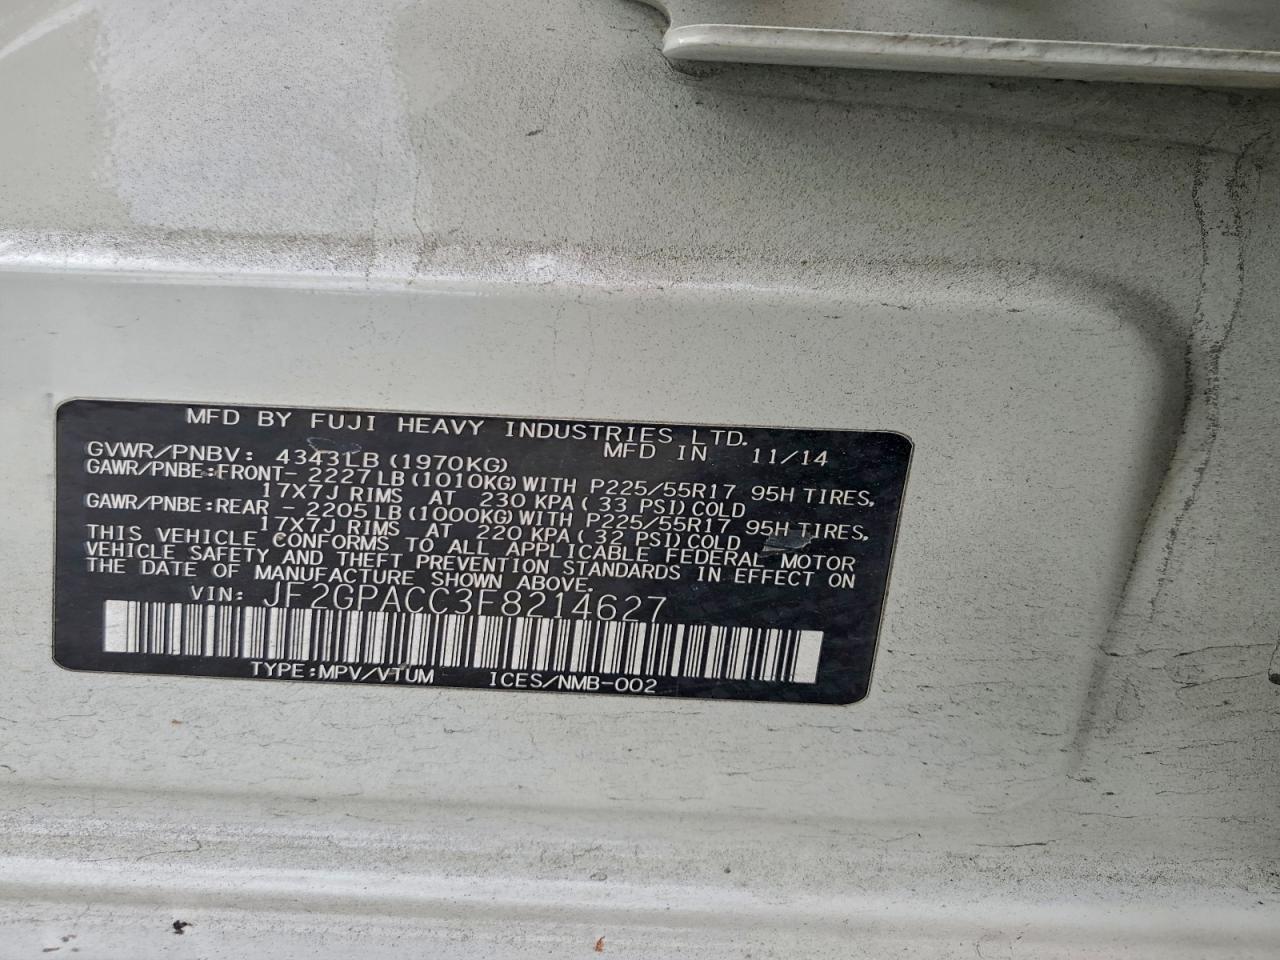 MFD BY FUJI HEAVY INDUSTRIES LTD.
GVWR/PNBV: 4343LB (1970KG) MFD IN 11/14
GAWR/PNBE:FRONT- 2227LB (1010KG) WITH P225/55R17 95H TIRES,
17X7J RIMS AT 230 KPA ( 33 PSI) COLD
GAWR/PNBE:REAR - 2205LB (1000KG) WITH P225/55R17 95H TIRES,
17X7J RIMS AT 220 KPA ( 32 PSI) COLD
THIS VEHICLE CONFORMS TO ALL APPLICABLE FEDERAL MOTOR
VEHICLE SAFETY AND THEFT PREVENTION STANDARDS IN EFFECT ON
THE DATE OF MANUFACTURE SHOWN ABOVE.
VIN: JF2GPACC3F8214627
TYPE:MPV/VTUM ICES/NMB-002